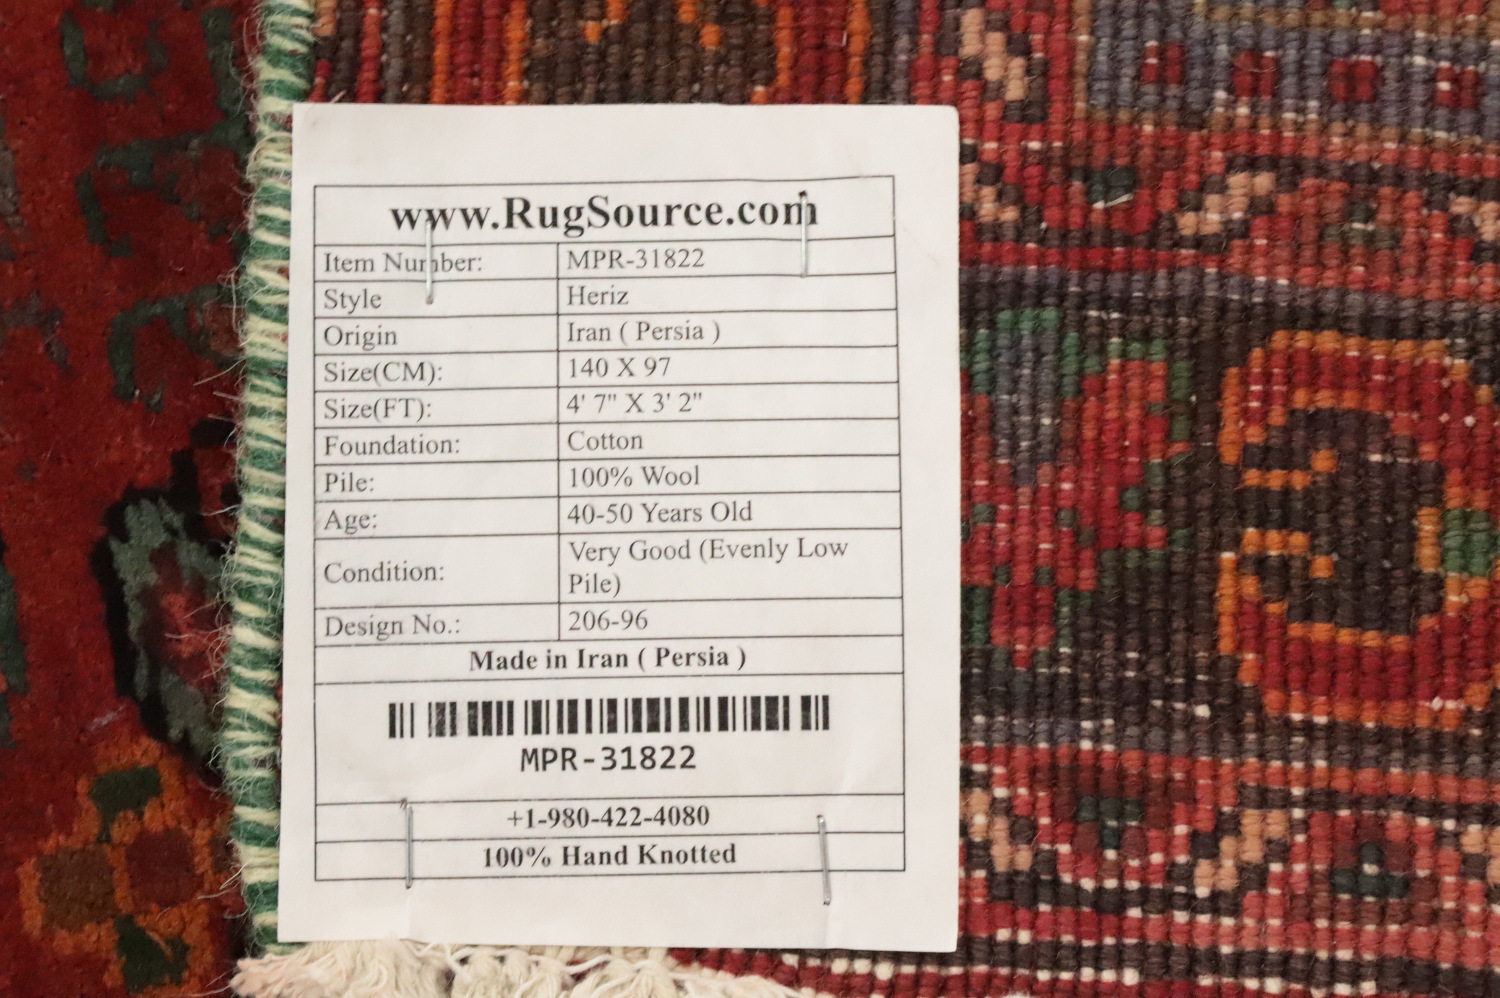 www.RugSource.com
Item Number: MPR-31822
Style Heriz
Origin Iran ( Persia )
Size(CM): 140 X 97
Size(FT): 4' 7" X 3' 2"
Foundation: Cotton
Pile: 100% Wool
Age: 40-50 Years Old
Condition: Very Good (Evenly Low
Pile)
Design No.: 206-96
Made in Iran ( Persia )
MPR-31822
+1-980-422-4080
100% Hand Knotted